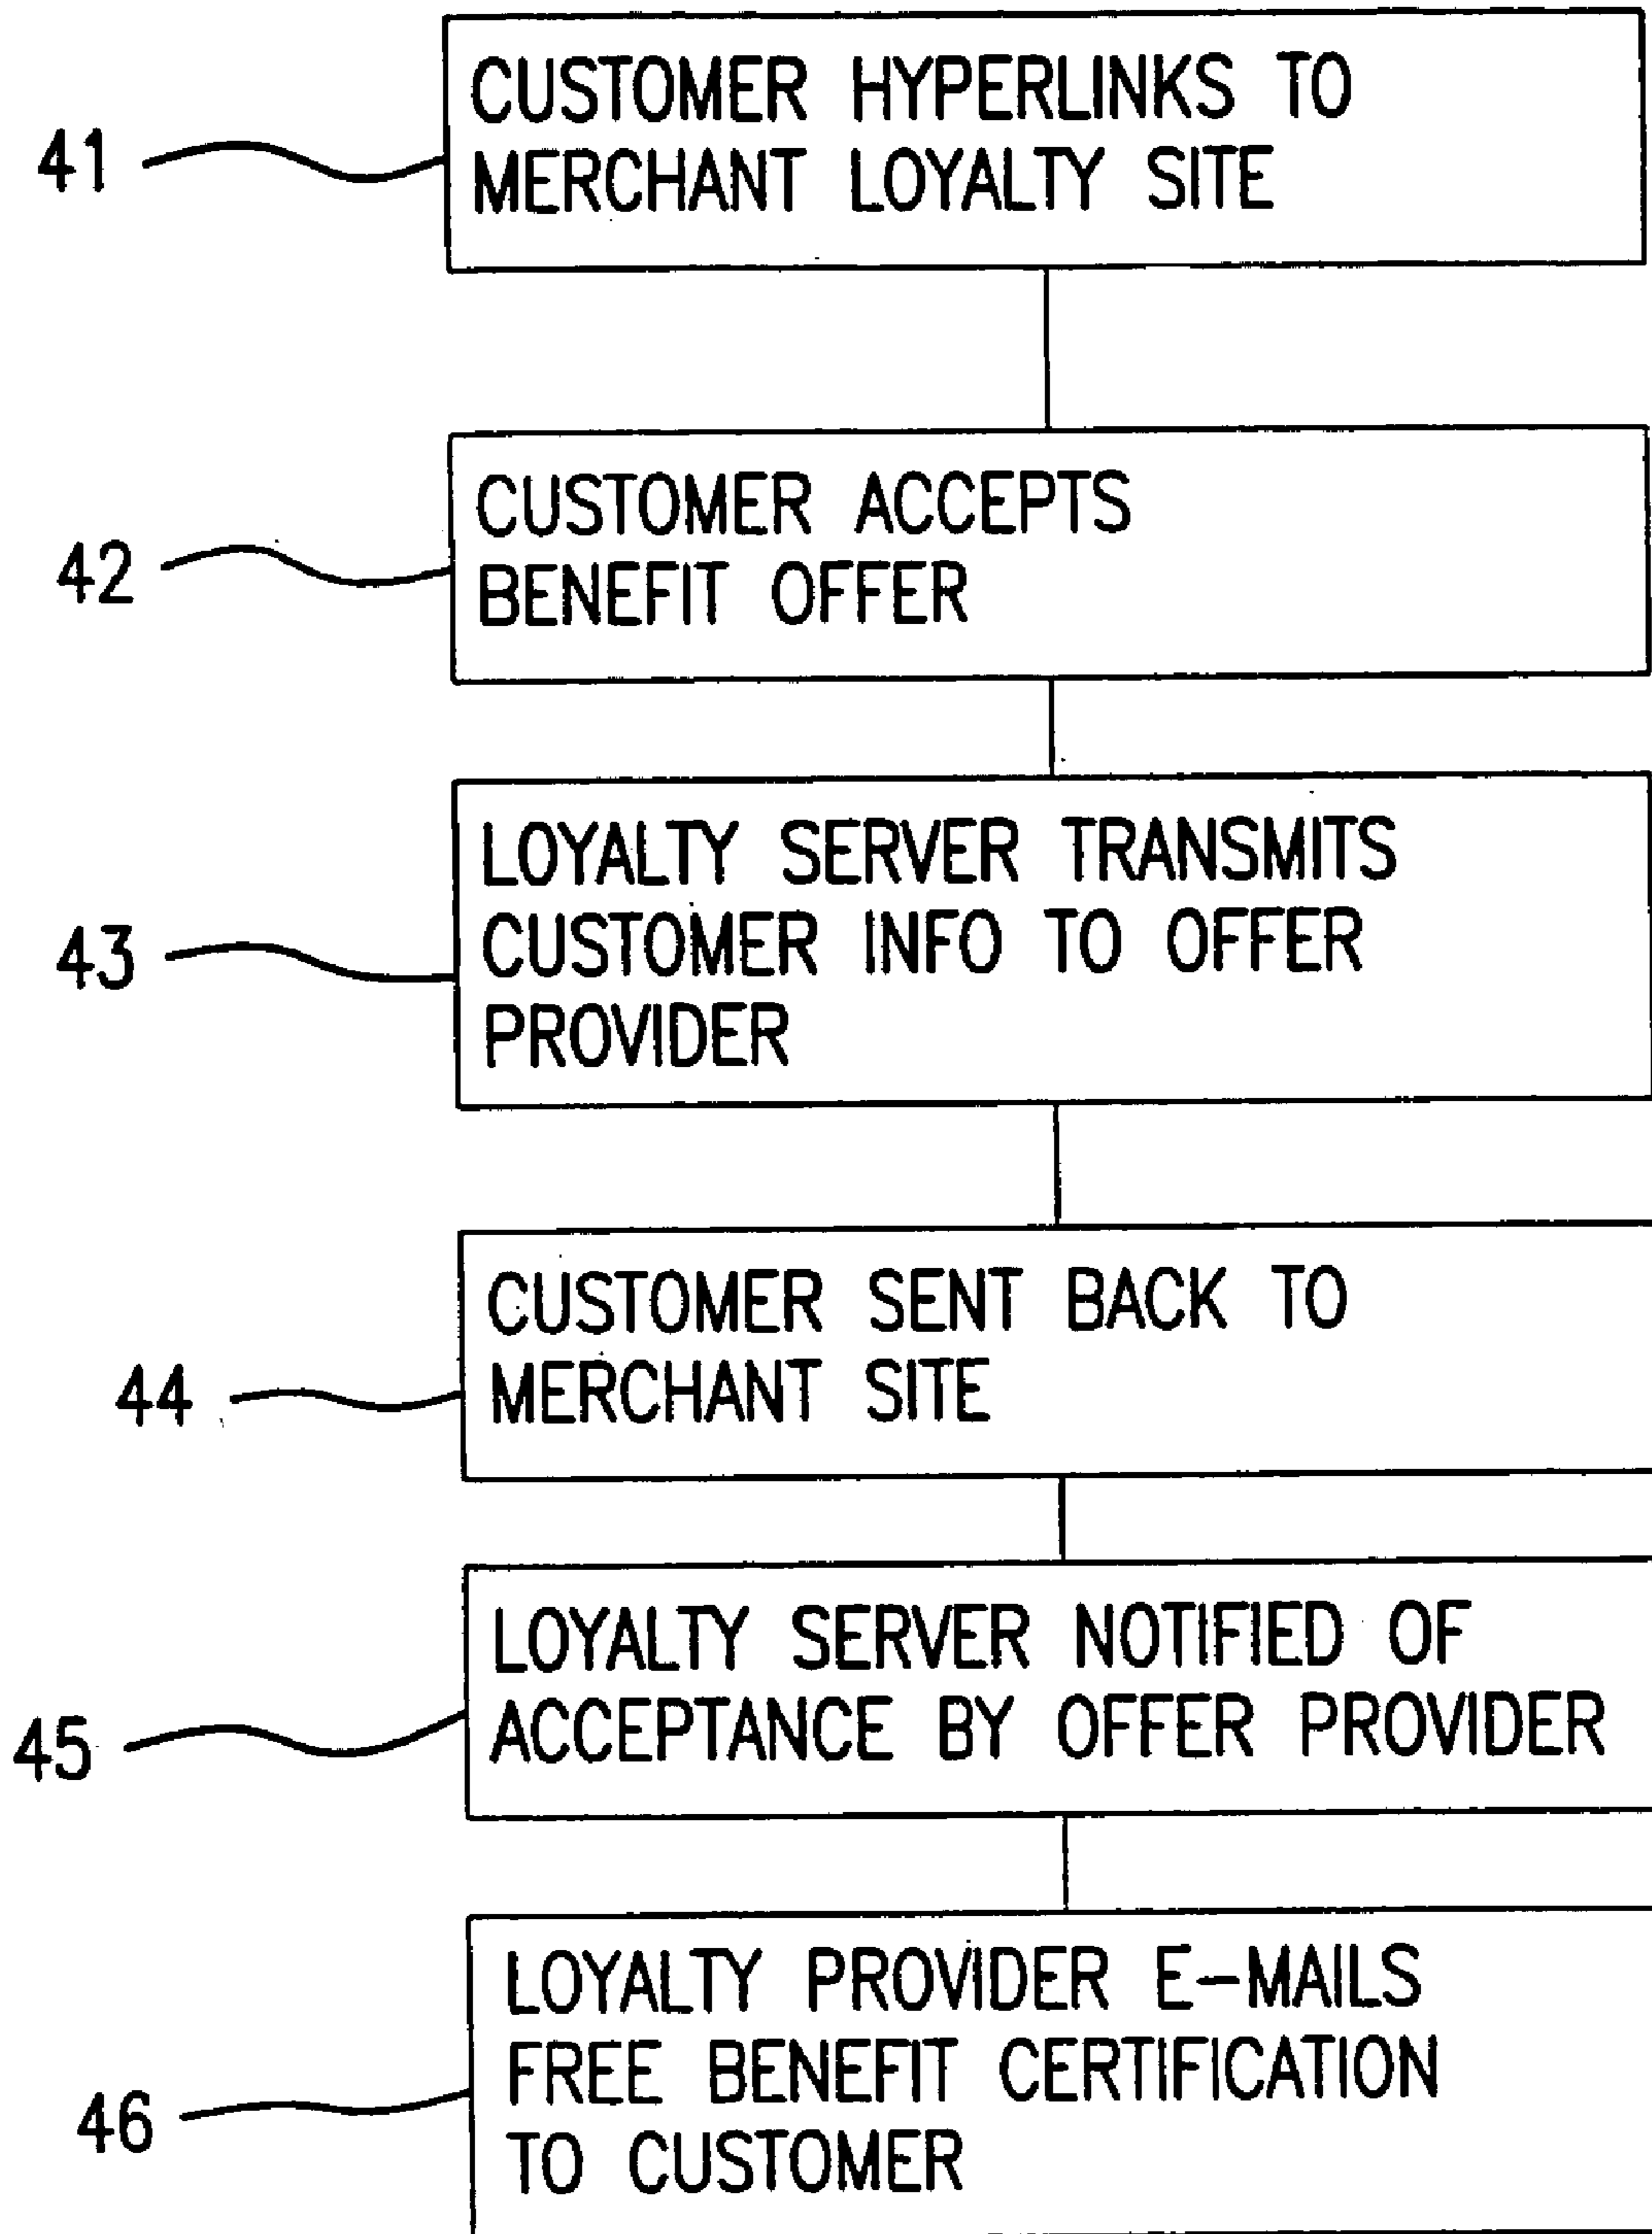 41
CUSTOMER HYPERLINKS TO
MERCHANT LOYALTY SITE
42
CUSTOMER ACCEPTS
BENEFIT OFFER
43
LOYALTY SERVER TRANSMITS
CUSTOMER INFO TO OFFER
PROVIDER
44
CUSTOMER SENT BACK TO
MERCHANT SITE
45
LOYALTY SERVER NOTIFIED OF
ACCEPTANCE BY OFFER PROVIDER
46
LOYALTY PROVIDER E-MAILS
FREE BENEFIT CERTIFICATION
TO CUSTOMER